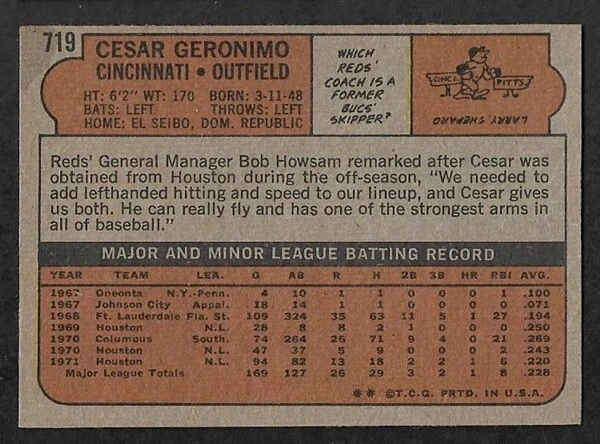 719
CESAR GERONIMO
CINCINNATI • OUTFIELD
HT: 6'2" WT: 170 BORN: 3-11-48
BATS: LEFT THROWS: LEFT
HOME: EL SEIBO, DOM. REPUBLIC
WHICH
REDS'
COACH IS A
FORMER
BUCS'
SKIPPER?
CINCI PITTS
LARRY SHEPARD
Reds' General Manager Bob Howsam remarked after Cesar was
obtained from Houston during the off-season, "We needed to
add lefthanded hitting and speed to our lineup, and Cesar gives
us both. He can really fly and has one of the strongest arms in
all of baseball."
MAJOR AND MINOR LEAGUE BATTING RECORD
YEAR TEAM LEA. G AB R H 2B 3B HR RBI AVG.
1967 Oneonta N.Y.-Penn. 4 10 1 1 0 0 0 1 .100
1967 Johnson City Appal. 18 14 1 1 0 0 0 0 .071
1968 Ft. Lauderdale Fla. St. 109 324 35 63 11 5 1 27 .194
1969 Houston N.L. 28 8 8 2 1 0 0 0 .250
1970 Columbus South. 74 264 26 71 9 4 0 21 .269
1970 Houston N.L. 47 37 5 9 0 0 0 2 .243
1971 Houston N.L. 94 82 13 18 2 2 1 6 .220
Major League Totals 169 127 26 29 3 2 1 8 .228
** ©T.C.G. PRTD. IN U.S.A.